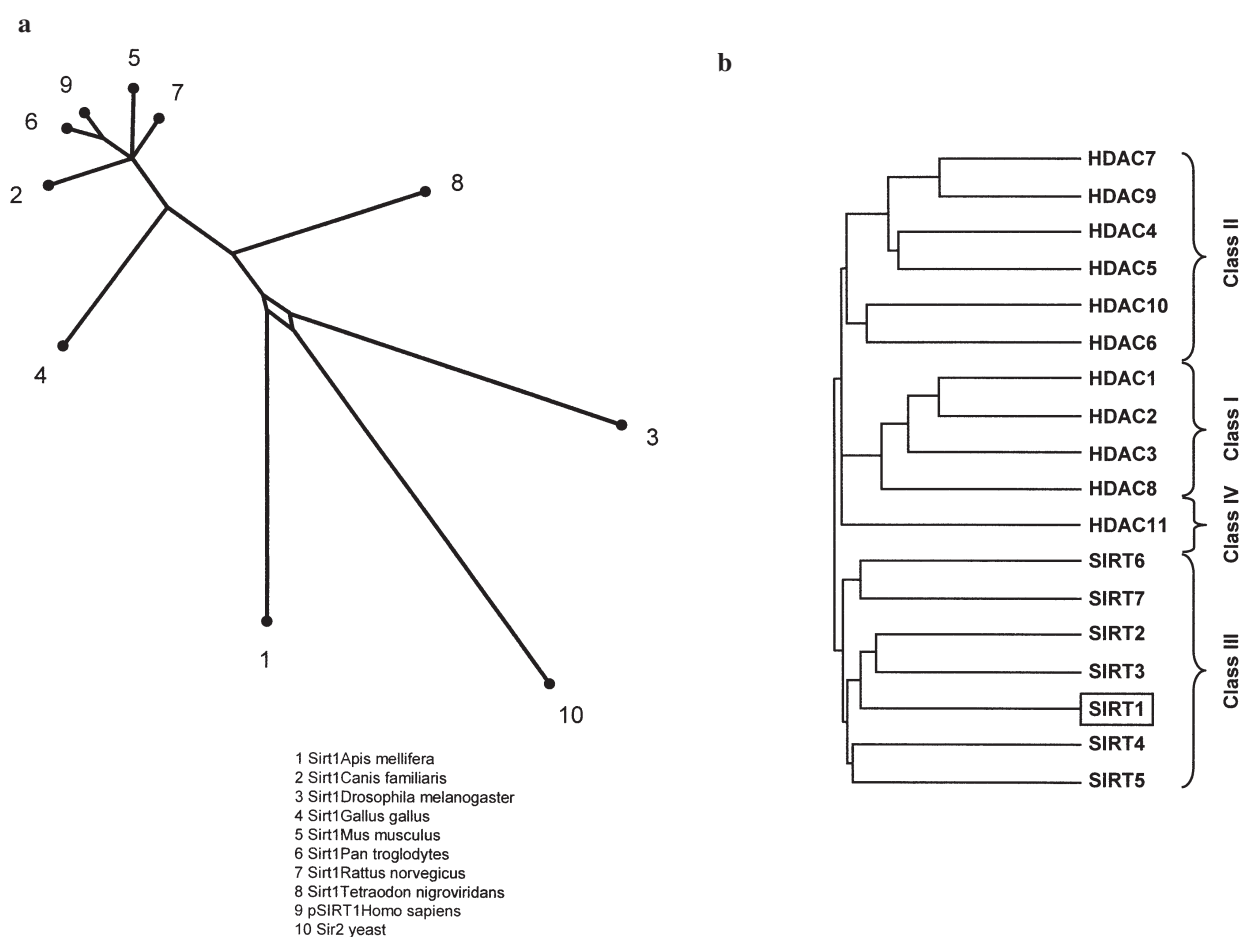 a
5
9
7
6
2
8
4
3
1
10
1 Sirt1Apis mellifera
2 Sirt1Canis familiaris
3 Sirt1Drosophila melanogaster
4 Sirt1Gallus gallus
5 Sirt1Mus musculus
6 Sirt1Pan troglodytes
7 Sirt1Rattus norvegicus
8 Sirt1Tetraodon nigroviridans
9 pSIRT1Homo sapiens
10 Sir2 yeast
b
HDAC7
HDAC9
HDAC4
HDAC5
HDAC10
HDAC6
Class II
HDAC1
HDAC2
HDAC3
HDAC8
Class I
HDAC11
Class IV
SIRT6
SIRT7
SIRT2
SIRT3
SIRT1
SIRT4
SIRT5
Class III